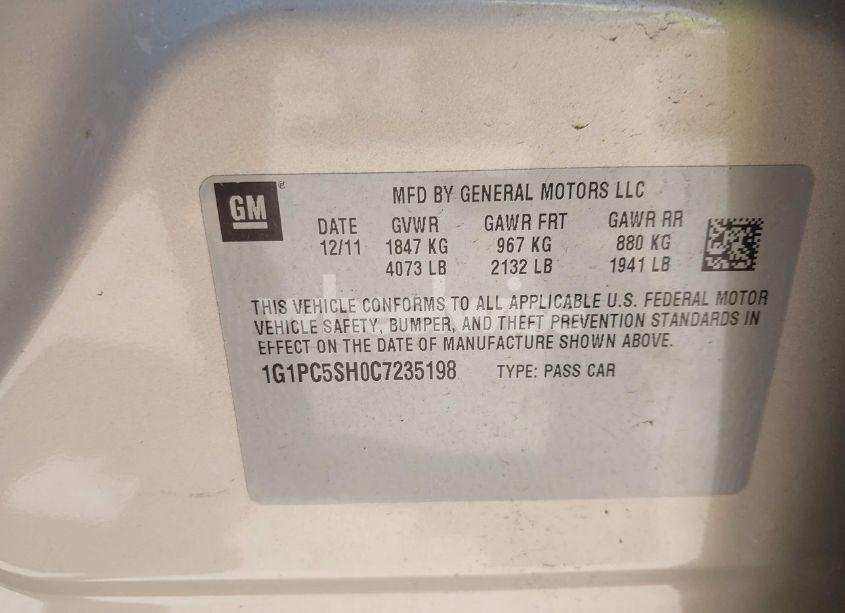 GM ®
MFD BY GENERAL MOTORS LLC
DATE GVWR GAWR FRT GAWR RR
12/11 1847 KG 967 KG 880 KG
4073 LB 2132 LB 1941 LB
THIS VEHICLE CONFORMS TO ALL APPLICABLE U.S. FEDERAL MOTOR
VEHICLE SAFETY, BUMPER, AND THEFT PREVENTION STANDARDS IN
EFFECT ON THE DATE OF MANUFACTURE SHOWN ABOVE.
1G1PC5SH0C7235198 TYPE: PASS CAR